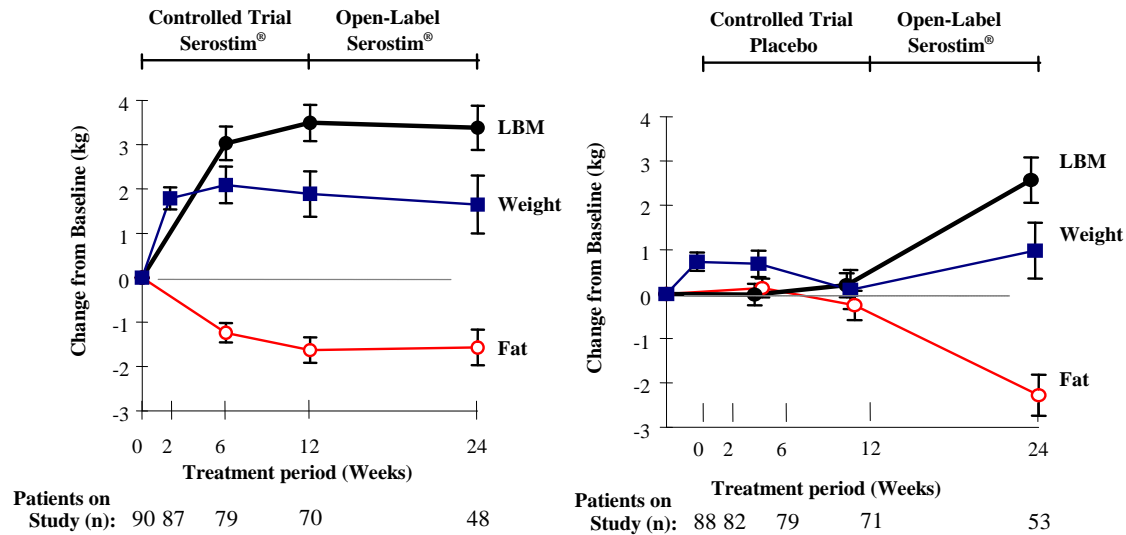 Controlled Trial
Serostim®
Open-Label
Serostim®
Change from Baseline (kg)
4
3
2
1
0
-1
-2
-3
LBM
Weight
Fat
0 2 6 12 24
Treatment period (Weeks)
Patients on
Study (n): 90 87 79 70 48
Controlled Trial
Placebo
Open-Label
Serostim®
Change from Baseline (kg)
4
3
2
1
0
-1
-2
-3
LBM
Weight
Fat
0 2 6 12 24
Treatment period (Weeks)
Patients on
Study (n): 88 82 79 71 53